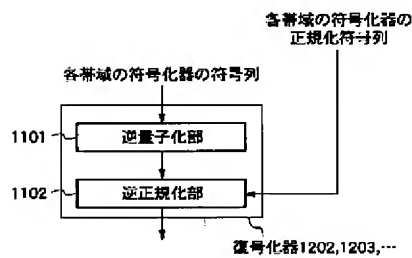 各帯域の符号化器の
正規化符号列
各帯域の符号化器の符号列
1101
逆量子化部
1102
逆正規化部
復号化器1202,1203,…